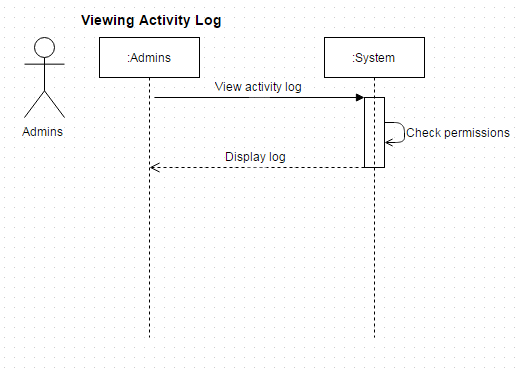 Viewing Activity Log
:Admins
:System
View activity log
Admins
Check permissions
Display log